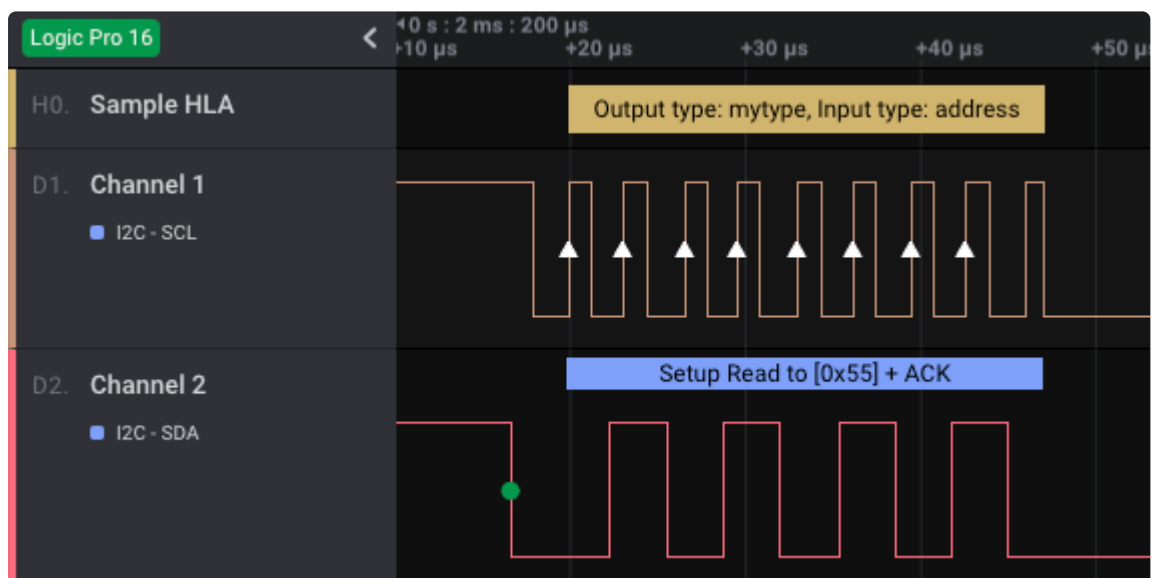 Logic Pro 16
0 s : 2 ms : 200 µs
+10 µs +20 µs +30 µs +40 µs +50 µ
H0. Sample HLA
Output type: mytype, Input type: address
D1. Channel 1
I2C - SCL
D2. Channel 2
Setup Read to [0x55] + ACK
I2C - SDA